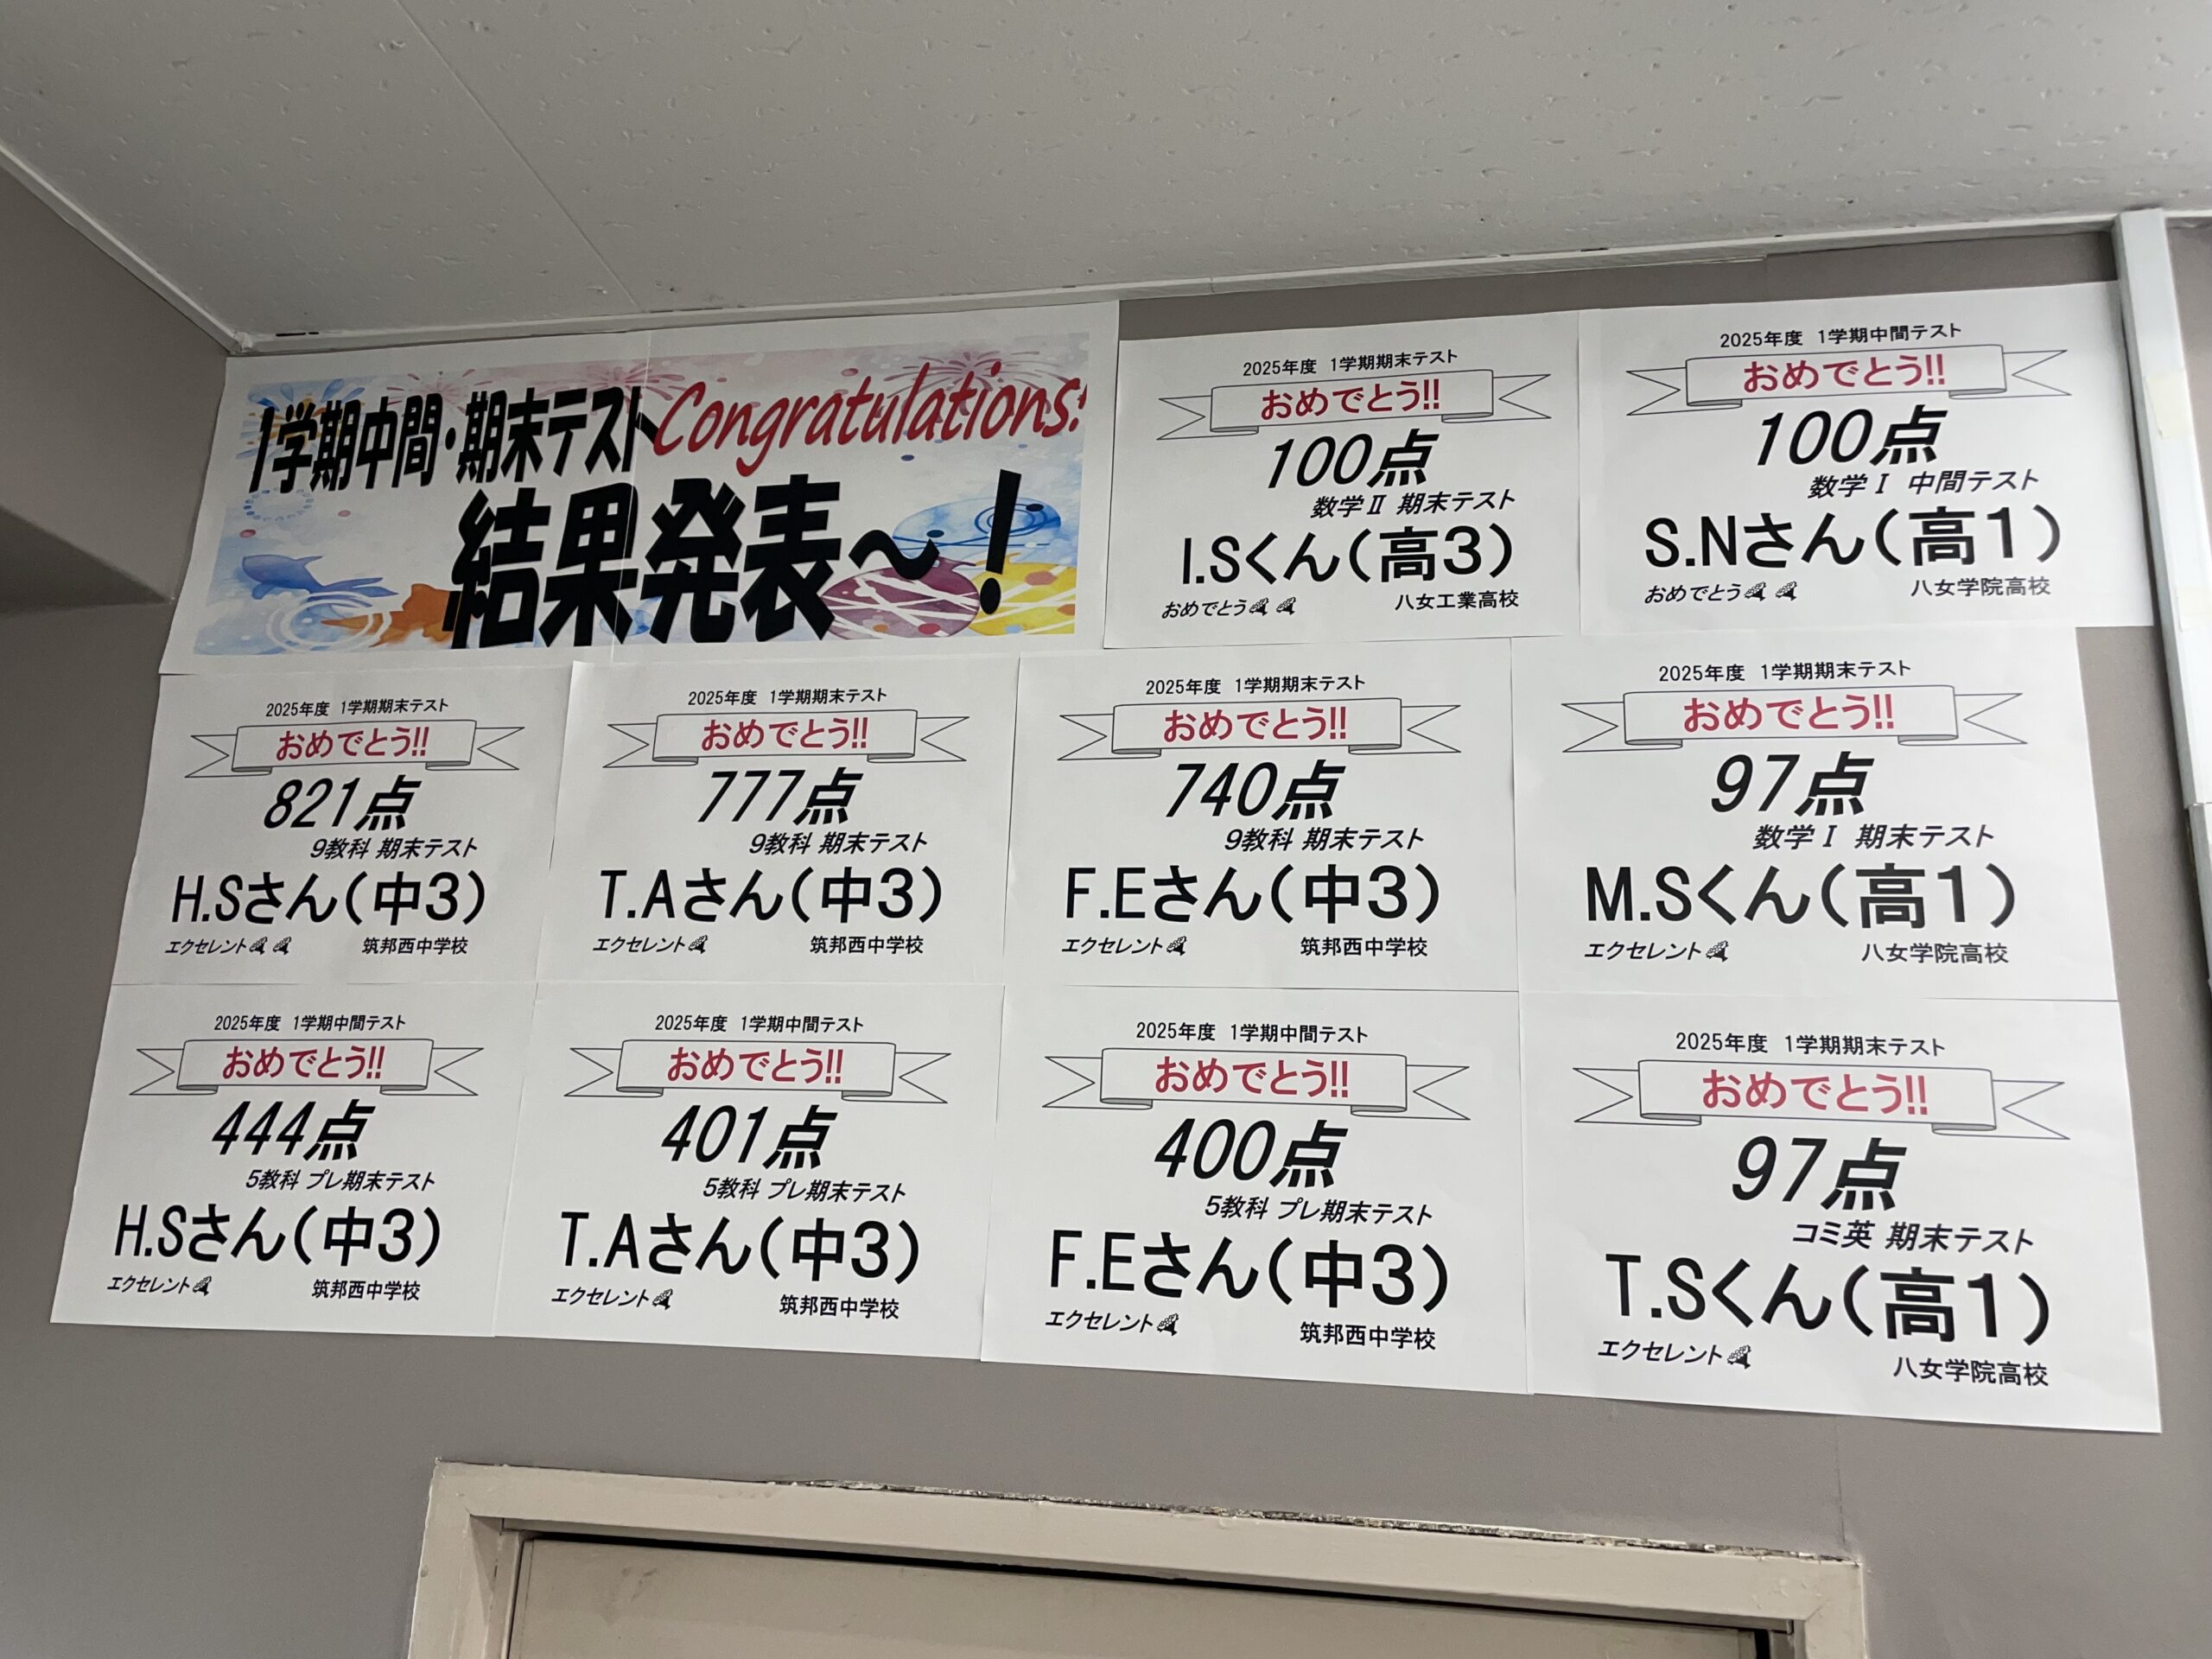 1学期中間・期末テスト Congratulations!
結果発表～！
2025年度 1学期期末テスト
おめでとう!!
100点
数学Ⅱ 期末テスト
I.Sくん（高3）
おめでとう
八女工業高校
2025年度 1学期中間テスト
おめでとう!!
100点
数学Ⅰ 中間テスト
S.Nさん（高1）
おめでとう
八女学院高校
2025年度 1学期期末テスト
おめでとう!!
821点
9教科 期末テスト
H.Sさん（中3）
エクセレント
筑邦西中学校
2025年度 1学期期末テスト
おめでとう!!
777点
9教科 期末テスト
T.Aさん（中3）
エクセレント
筑邦西中学校
2025年度 1学期期末テスト
おめでとう!!
740点
9教科 期末テスト
F.Eさん（中3）
エクセレント
筑邦西中学校
2025年度 1学期期末テスト
おめでとう!!
97点
数学Ⅰ 期末テスト
M.Sくん（高1）
エクセレント
八女学院高校
2025年度 1学期中間テスト
おめでとう!!
444点
5教科 プレ期末テスト
H.Sさん（中3）
エクセレント
筑邦西中学校
2025年度 1学期中間テスト
おめでとう!!
401点
5教科 プレ期末テスト
T.Aさん（中3）
エクセレント
筑邦西中学校
2025年度 1学期中間テスト
おめでとう!!
400点
5教科 プレ期末テスト
F.Eさん（中3）
エクセレント
筑邦西中学校
2025年度 1学期期末テスト
おめでとう!!
97点
コミ英 期末テスト
T.Sくん（高1）
エクセレント
八女学院高校